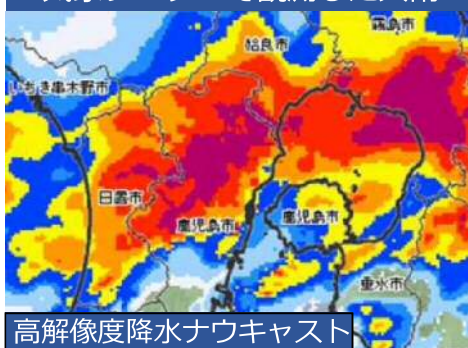 姶良市
霧島市
いちき串木野市
日置市
鹿児島市
鹿児島市
垂水市
高解像度降水ナウキャスト